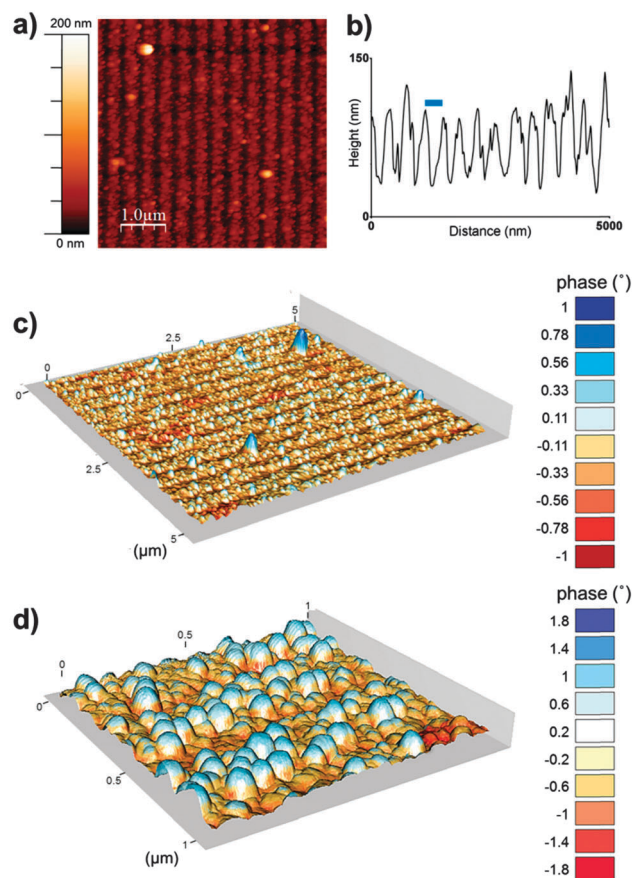 a)
200 nm
0 nm
1.0µm
b)
150
Height (nm)
0
0
5000
Distance (nm)
c)
0
2.5
5
0
2.5
5
(µm)
phase (˚)
1
0.78
0.56
0.33
0.11
-0.11
-0.33
-0.56
-0.78
-1
d)
0
0.5
1
0
0.5
1
(µm)
phase (˚)
1.8
1.4
1
0.6
0.2
-0.2
-0.6
-1
-1.4
-1.8